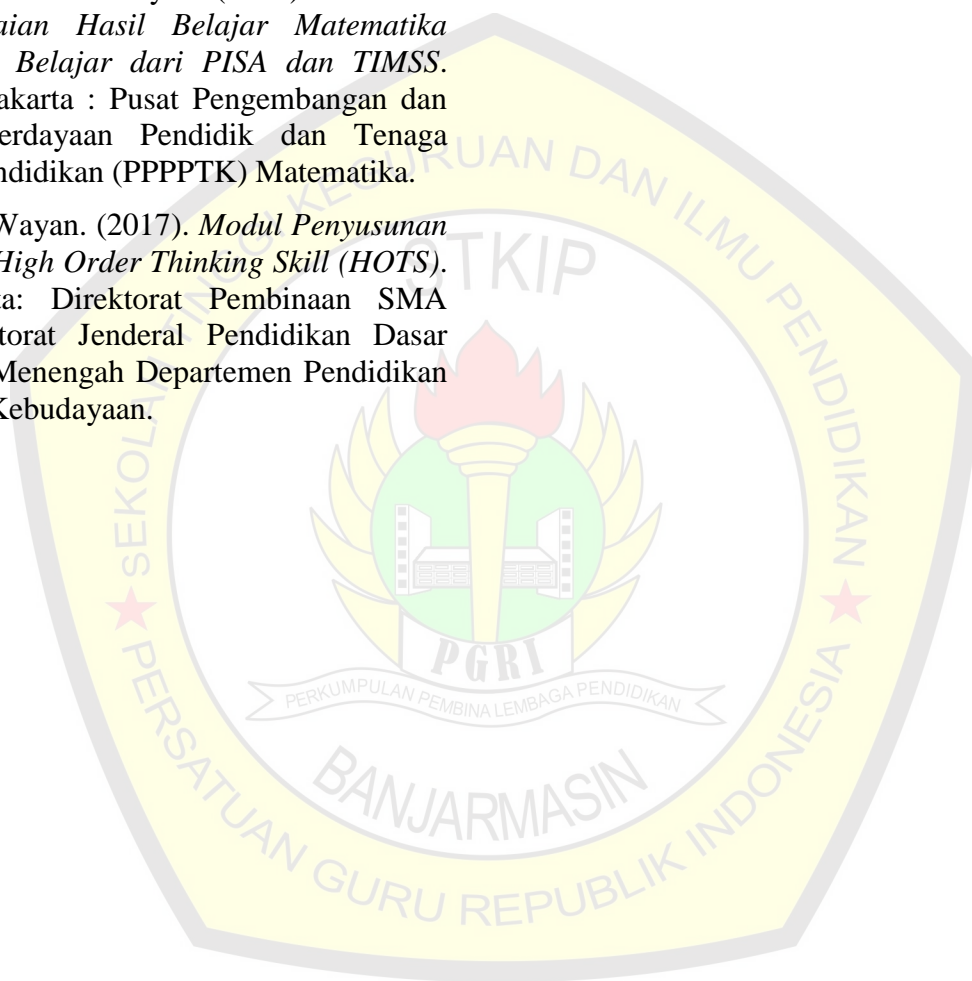 aian Hasil Belajar Matematika
Belajar dari PISA dan TIMSS.
akarta : Pusat Pengembangan dan
erdayaan Pendidik dan Tenaga
ndidikan (PPPPTK) Matematika.
Wayan. (2017). Modul Penyusunan
High Order Thinking Skill (HOTS).
ta: Direktorat Pembinaan SMA
torat Jenderal Pendidikan Dasar
Menengah Departemen Pendidikan
Kebudayaan.
SEKOLAH TINGGI KEGURUAN DAN ILMU PENDIDIKAN
STKIP
PGRI
PERKUMPULAN PEMBINA LEMBAGA PENDIDIKAN
BANJARMASIN
PERSATUAN GURU REPUBLIK INDONESIA